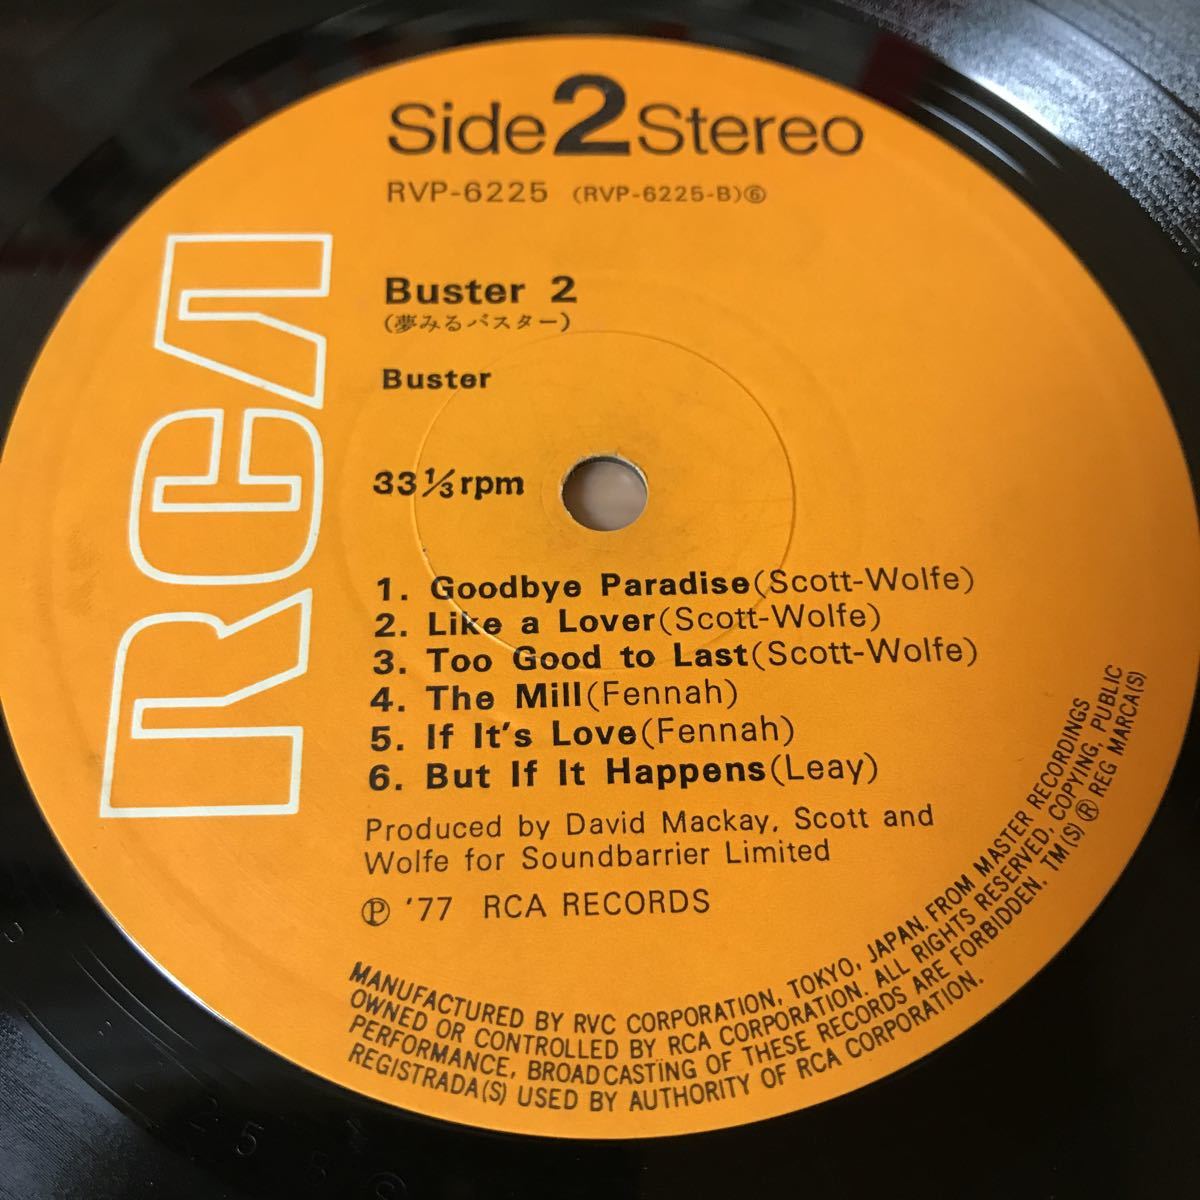 Side 2 Stereo
RVP-6225 (RVP-6225-B)⑥
RCA
Buster 2
(夢みるバスター)
Buster
33 1/3 rpm
1. Goodbye Paradise(Scott-Wolfe)
2. Like a Lover(Scott-Wolfe)
3. Too Good to Last(Scott-Wolfe)
4. The Mill(Fennah)
5. If It's Love(Fennah)
6. But If It Happens(Leay)
Produced by David Mackay, Scott and
Wolfe for Soundbarrier Limited
Ⓟ '77 RCA RECORDS
MANUFACTURED BY RVC CORPORATION, TOKYO, JAPAN. FROM MASTER RECORDINGS
OWNED OR CONTROLLED BY RCA CORPORATION. ALL RIGHTS RESERVED, COPYING, PUBLIC
PERFORMANCE, BROADCASTING OF THESE RECORDS ARE FORBIDDEN. TM(S) ® REG MARCA(S)
REGISTRADA(S) USED BY AUTHORITY OF RCA CORPORATION.